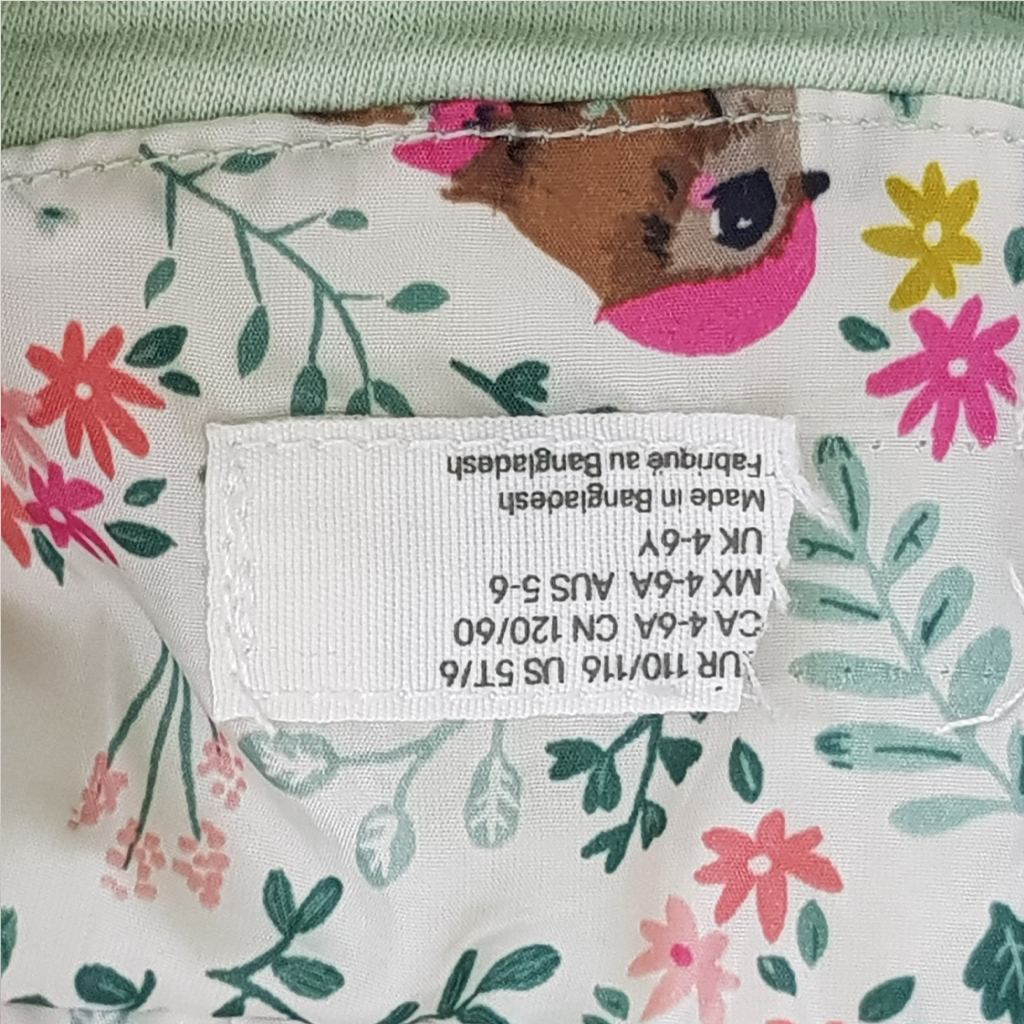 EUR 110/116 US 5T/6
CA 4-6A CN 120/60
MX 4-6A AUS 5-6
UK 4-6Y
Made in Bangladesh
Fabriqué au Bangladesh